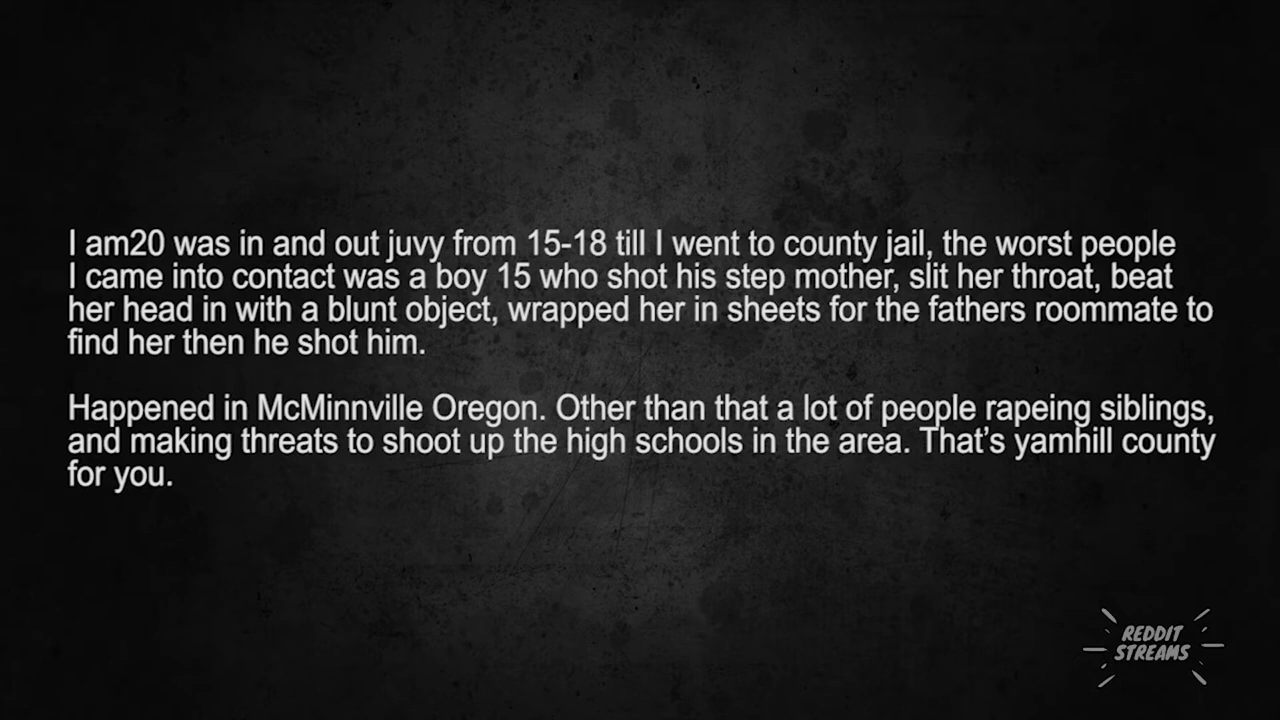 I am20 was in and out juvy from 15-18 till I went to county jail, the worst people
I came into contact was a boy 15 who shot his step mother, slit her throat, beat
her head in with a blunt object, wrapped her in sheets for the fathers roommate to
find her then he shot him.
Happened in McMinnville Oregon. Other than that a lot of people rapeing siblings,
and making threats to shoot up the high schools in the area. That’s yamhill county
for you.
REDDIT
STREAMS